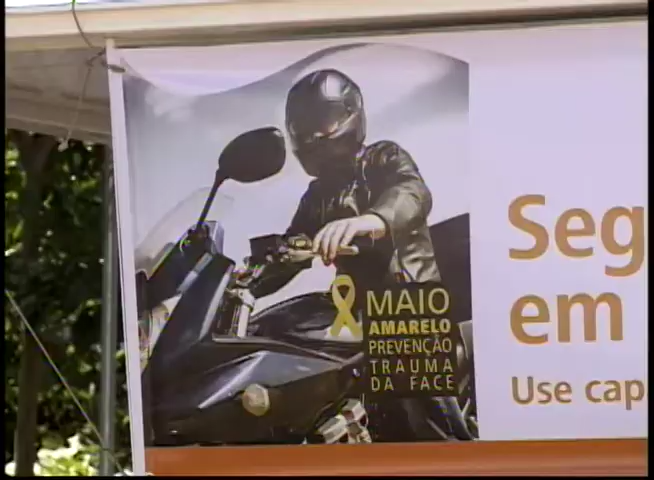 MAIO
AMARELO
PREVENÇÃO
TRAUMA
DA FACE
Seg
em
Use cap